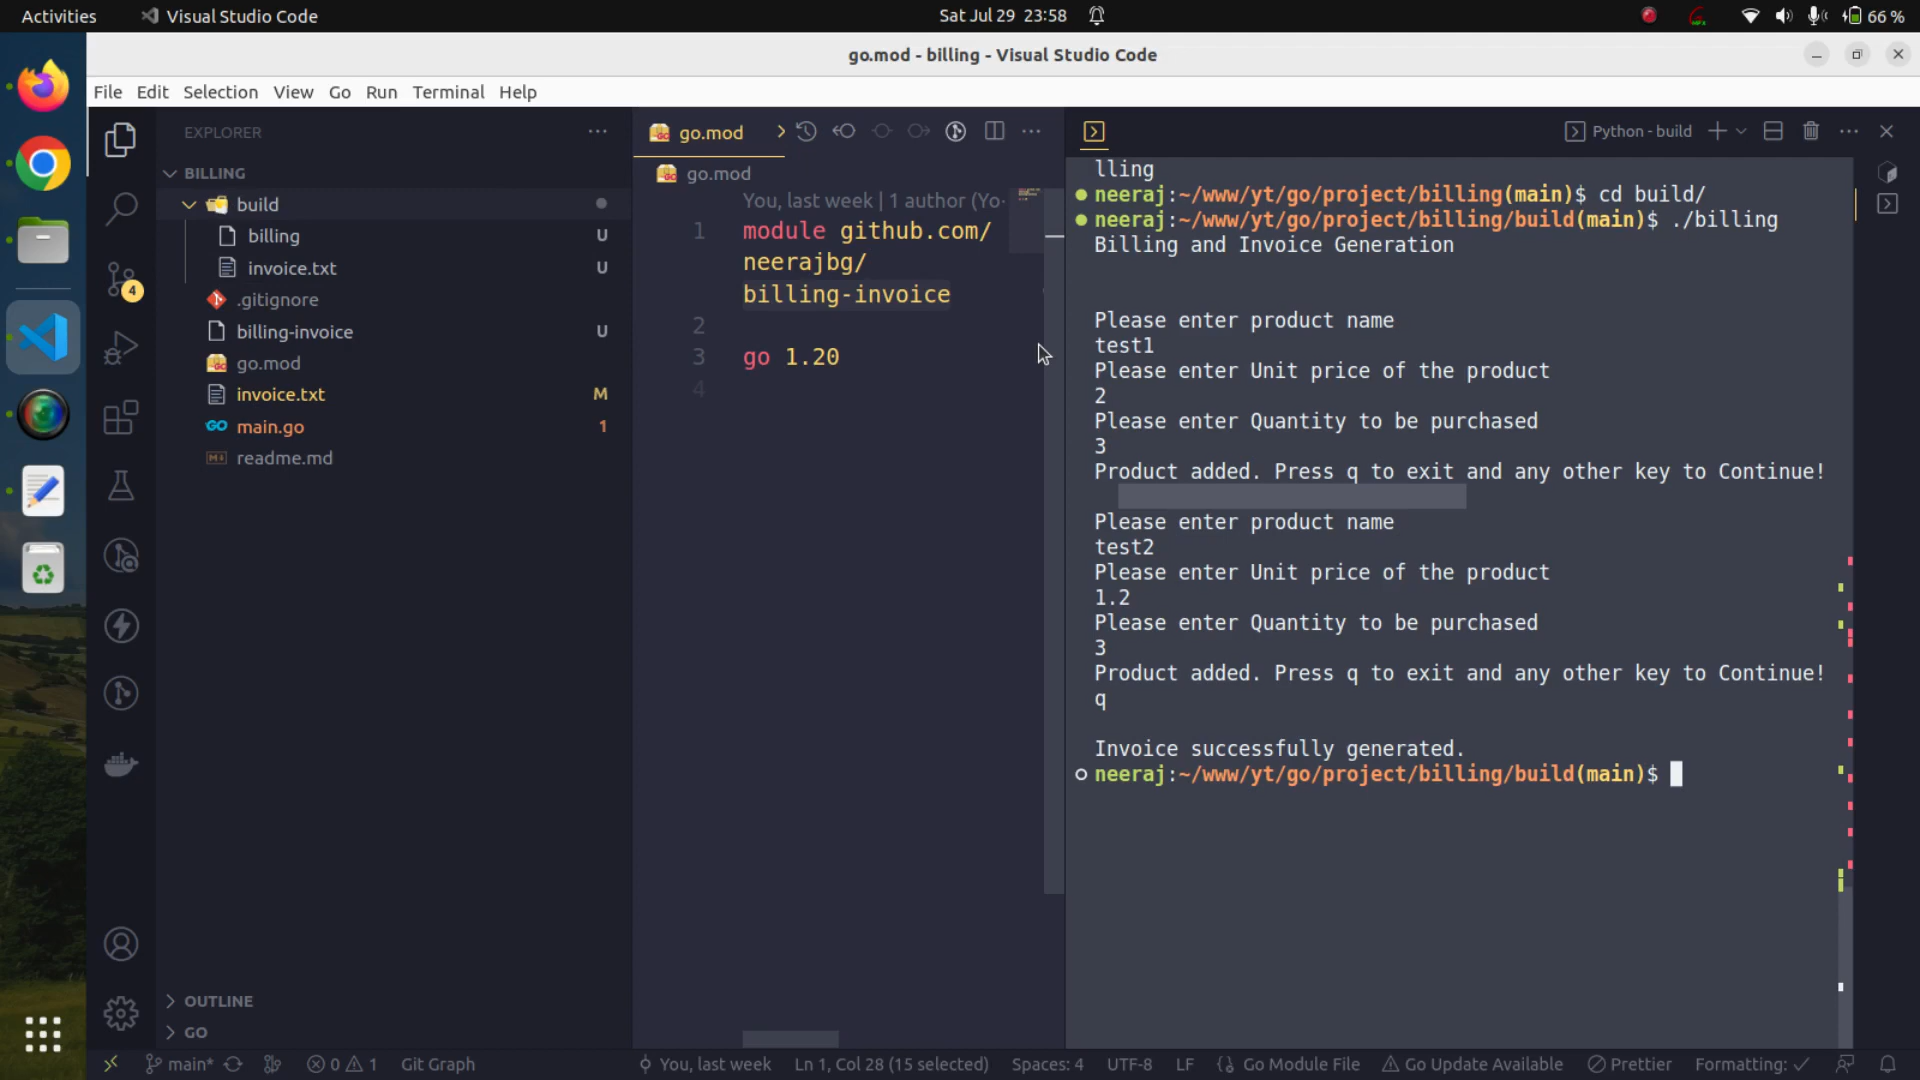 Activities
Visual Studio Code
Sat Jul 29 23:58
66 %
go.mod - billing - Visual Studio Code
File Edit Selection View Go Run Terminal Help
EXPLORER
BILLING
build
billing U
invoice.txt U
.gitignore
billing-invoice U
go.mod
invoice.txt M
main.go 1
readme.md
OUTLINE
GO
4
go.mod
go.mod
You, last week | 1 author (Yo
1 module github.com/
neerajbg/
billing-invoice
2
3 go 1.20
4
Python - build
lling
neeraj:~/www/yt/go/project/billing(main)$ cd build/
neeraj:~/www/yt/go/project/billing/build(main)$ ./billing
Billing and Invoice Generation
Please enter product name
test1
Please enter Unit price of the product
2
Please enter Quantity to be purchased
3
Product added. Press q to exit and any other key to Continue!
Please enter product name
test2
Please enter Unit price of the product
1.2
Please enter Quantity to be purchased
3
Product added. Press q to exit and any other key to Continue!
q
Invoice successfully generated.
neeraj:~/www/yt/go/project/billing/build(main)$
main* 0 1 Git Graph You, last week Ln 1, Col 28 (15 selected) Spaces: 4 UTF-8 LF {} Go Module File Go Update Available Prettier Formatting: ✓